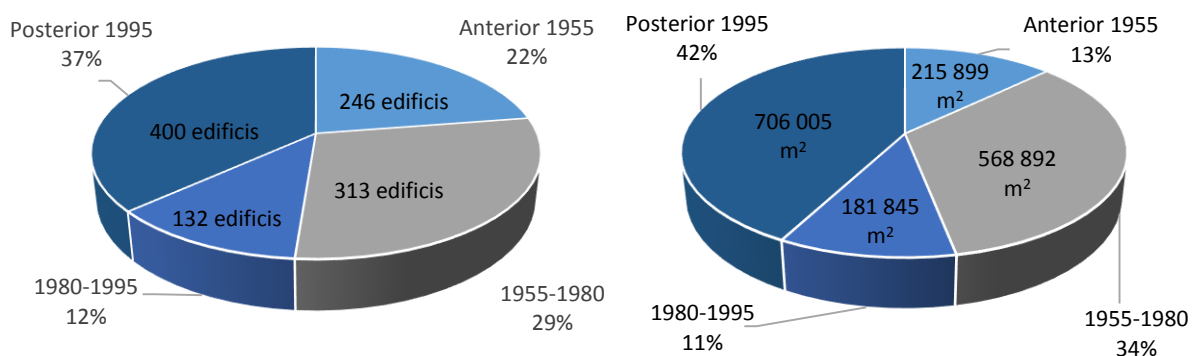 Posterior 1995
37%
Anterior 1955
22%
246 edificis
400 edificis
313 edificis
132 edificis
1980-1995
12%
1955-1980
29%
Posterior 1995
42%
Anterior 1955
13%
215 899
m²
706 005
m²
568 892
m²
181 845
m²
1980-1995
11%
1955-1980
34%